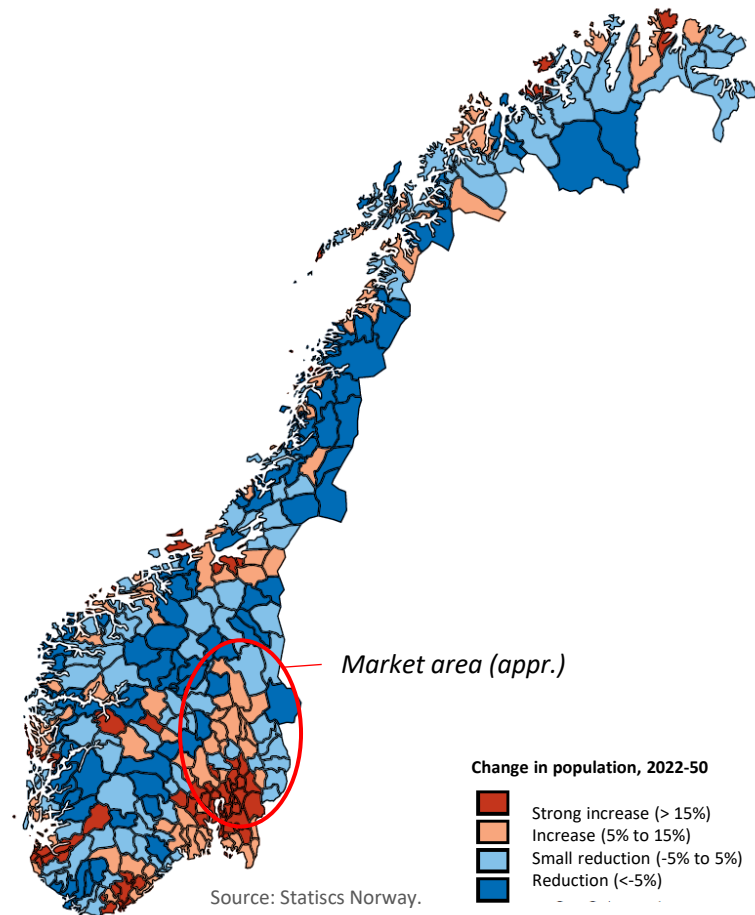 Market area (appr.)
Change in population, 2022-50
Strong increase (> 15%)
Increase (5% to 15%)
Small reduction (-5% to 5%)
Reduction (<-5%)
Source: Statiscs Norway.